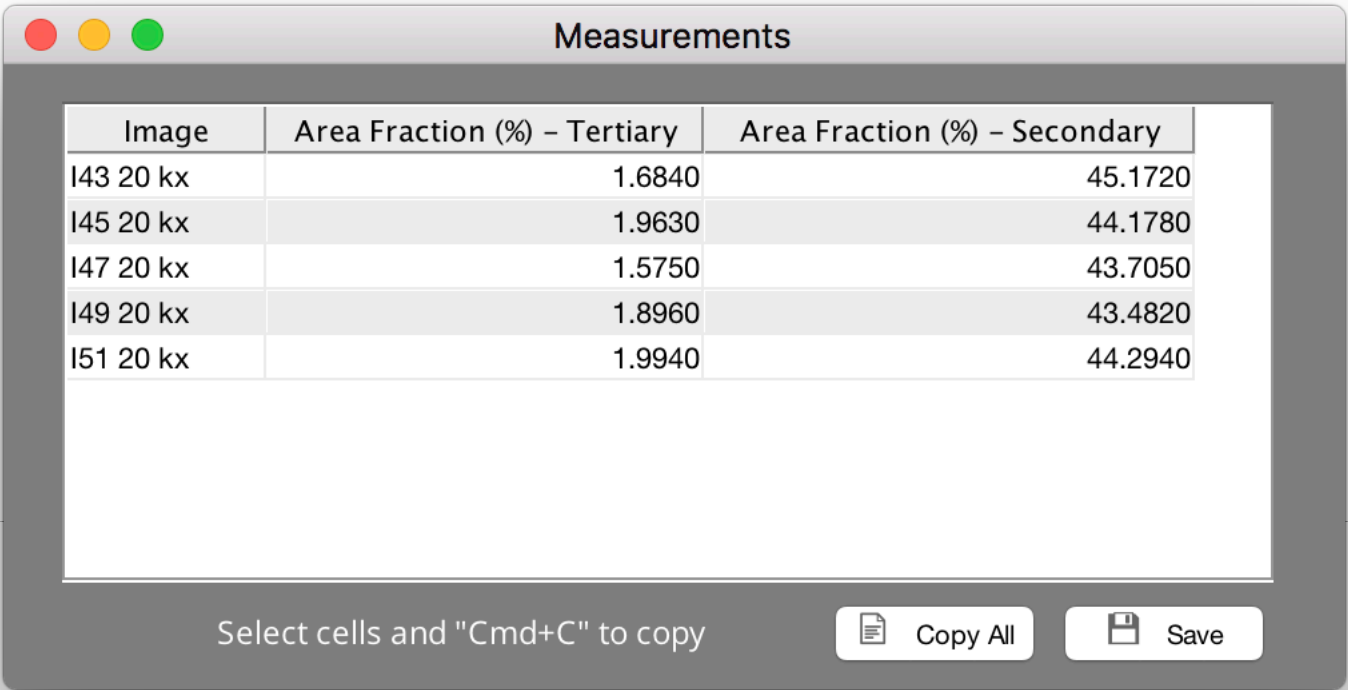 Measurements
Image Area Fraction (%) – Tertiary Area Fraction (%) – Secondary
I43 20 kx 1.6840 45.1720
I45 20 kx 1.9630 44.1780
I47 20 kx 1.5750 43.7050
I49 20 kx 1.8960 43.4820
I51 20 kx 1.9940 44.2940
Select cells and "Cmd+C" to copy Copy All Save